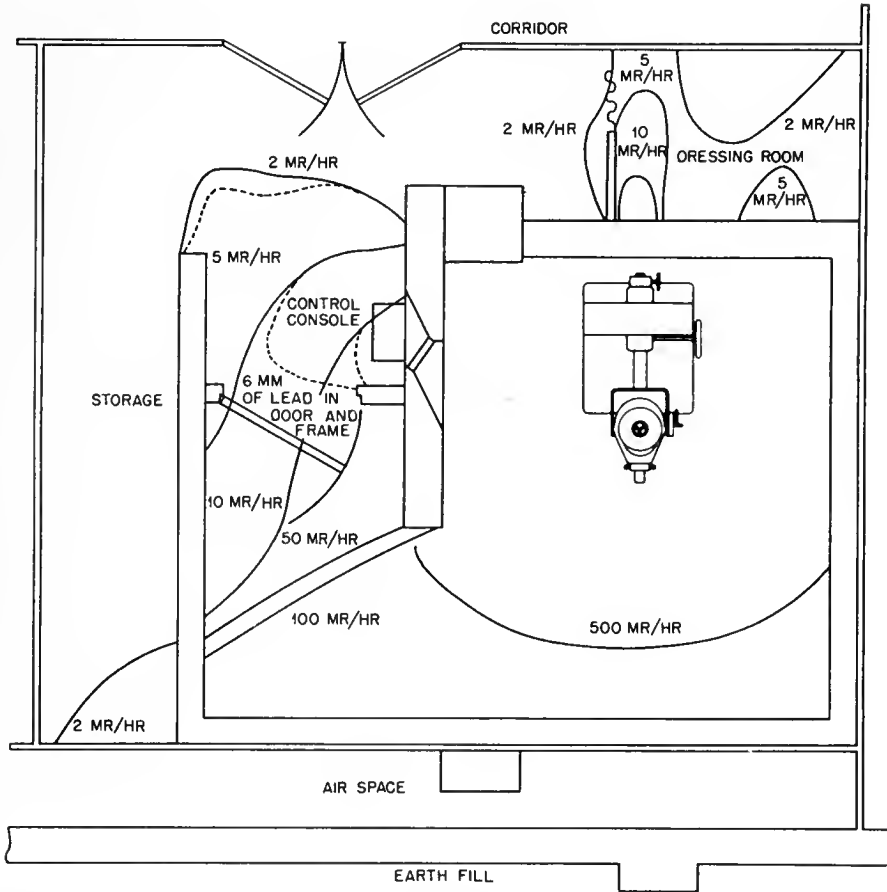 CORRIDOR
5
MR/HR
2 MR/HR
10
MR/HR
2 MR/HR
DRESSING ROOM
5
MR/HR
2 MR/HR
5 MR/HR
CONTROL
CONSOLE
6 MM
OF LEAD IN
DOOR AND
FRAME
STORAGE
10 MR/HR
50 MR/HR
100 MR/HR
500 MR/HR
2 MR/HR
AIR SPACE
EARTH FILL